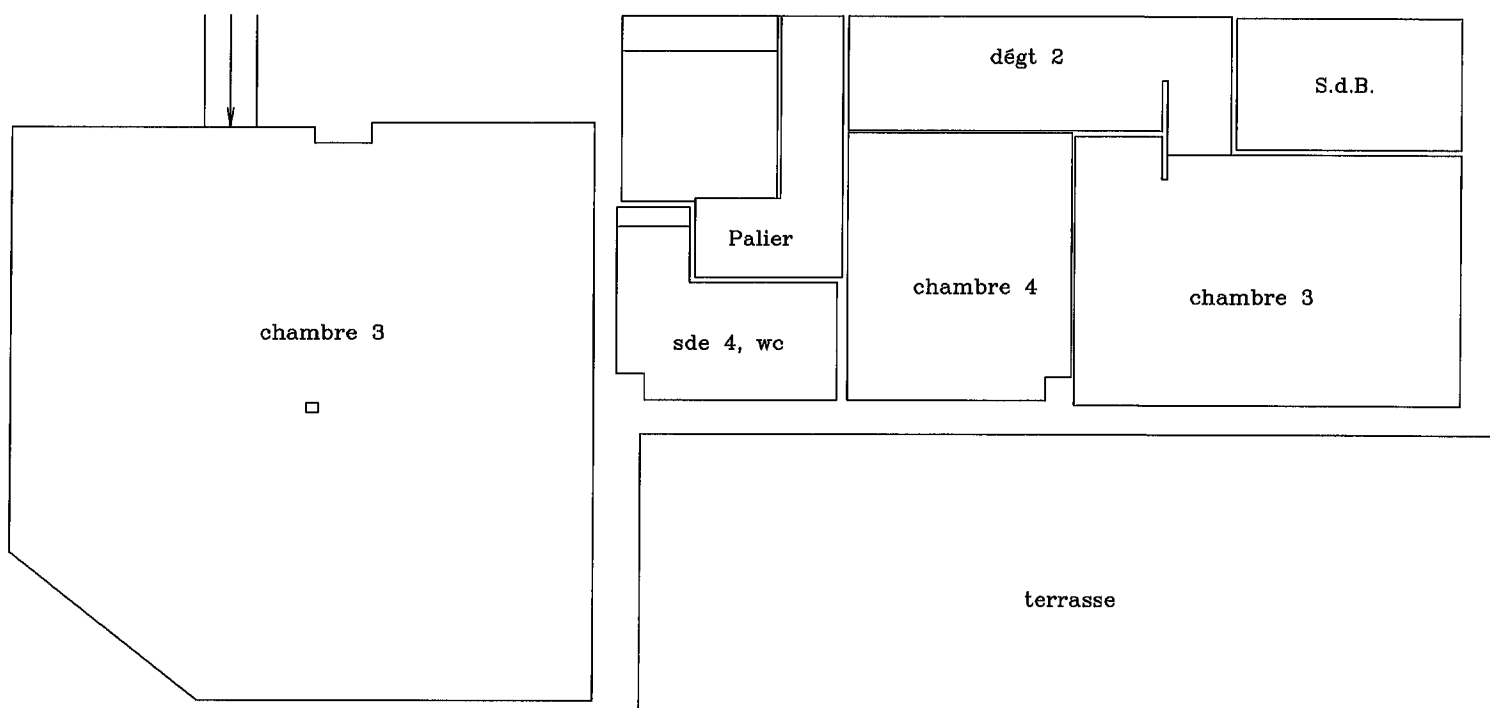 dégt 2
S.d.B.
Palier
chambre 4
chambre 3
chambre 3
sde 4, wc
terrasse